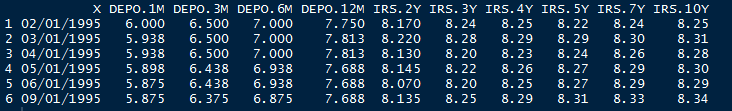 X DEPO.1M DEPO.3M DEPO.6M DEPO.12M IRS.2Y IRS.3Y IRS.4Y IRS.5Y IRS.7Y IRS.10Y
1 02/01/1995 6.000 6.500 7.000 7.750 8.170 8.24 8.25 8.22 8.24 8.25
2 03/01/1995 5.938 6.500 7.000 7.813 8.220 8.28 8.29 8.29 8.30 8.31
3 04/01/1995 5.938 6.500 7.000 7.813 8.130 8.20 8.23 8.24 8.26 8.28
4 05/01/1995 5.898 6.438 6.938 7.688 8.145 8.22 8.26 8.27 8.29 8.30
5 06/01/1995 5.875 6.438 6.938 7.688 8.070 8.20 8.25 8.27 8.29 8.29
6 09/01/1995 5.875 6.375 6.875 7.688 8.135 8.25 8.29 8.31 8.33 8.34